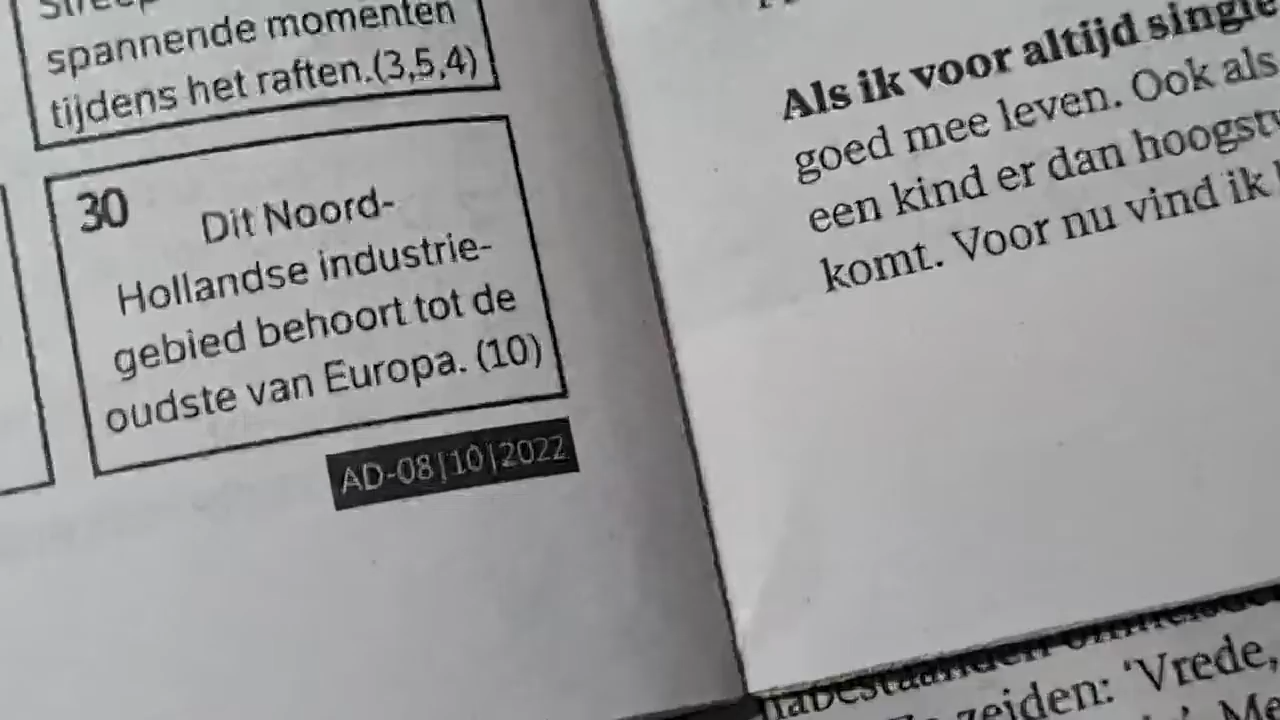 spannende momenten
tijdens het raften.(3,5,4)
30
Dit Noord-
Hollandse industrie-
gebied behoort tot de
oudste van Europa. (10)
AD-08|10|2022
Als ik voor altijd single
goed mee leven. Ook als
een kind er dan
komt. Voor nu vind ik
zeiden: 'Vrede,